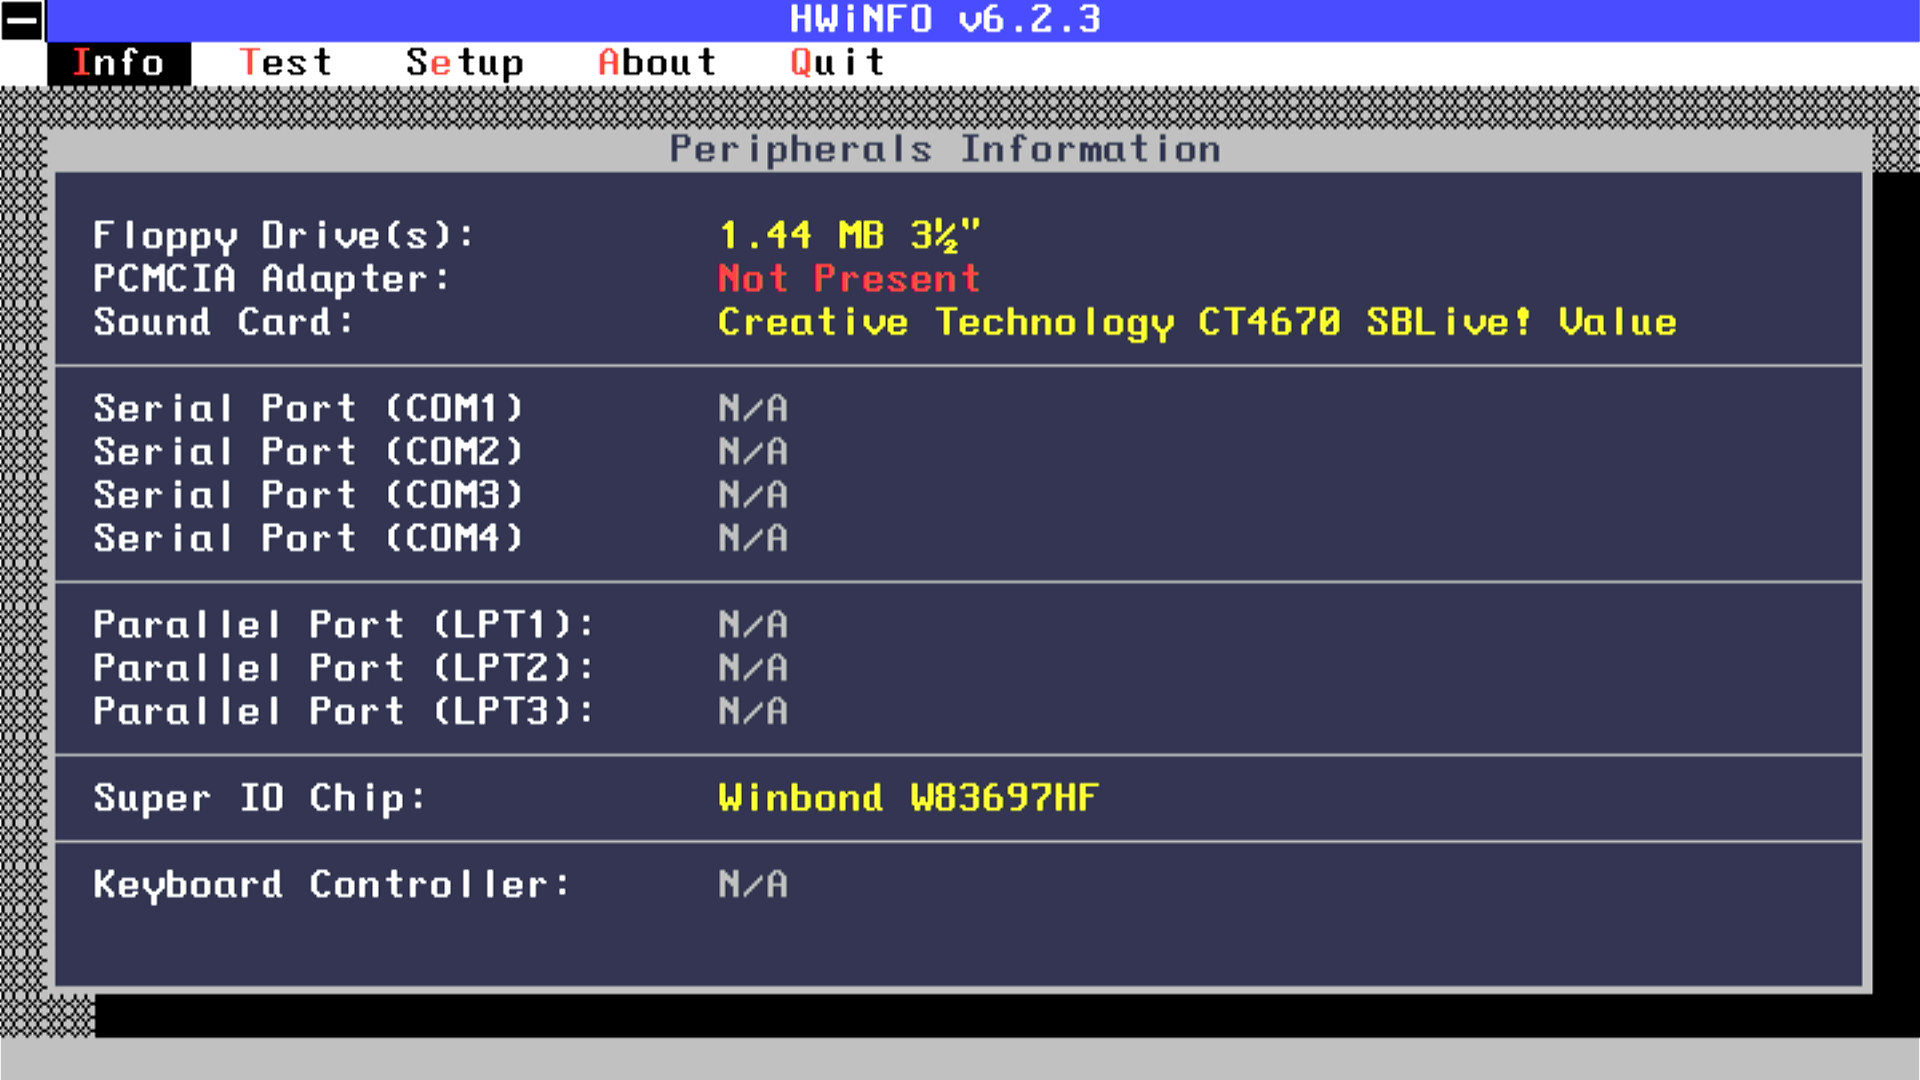 HWiNFO v6.2.3
Info Test Setup About Quit
Peripherals Information
Floppy Drive(s): 1.44 MB 3½"
PCMCIA Adapter: Not Present
Sound Card: Creative Technology CT4670 SBLive! Value
Serial Port (COM1) N/A
Serial Port (COM2) N/A
Serial Port (COM3) N/A
Serial Port (COM4) N/A
Parallel Port (LPT1): N/A
Parallel Port (LPT2): N/A
Parallel Port (LPT3): N/A
Super IO Chip: Winbond W83697HF
Keyboard Controller: N/A